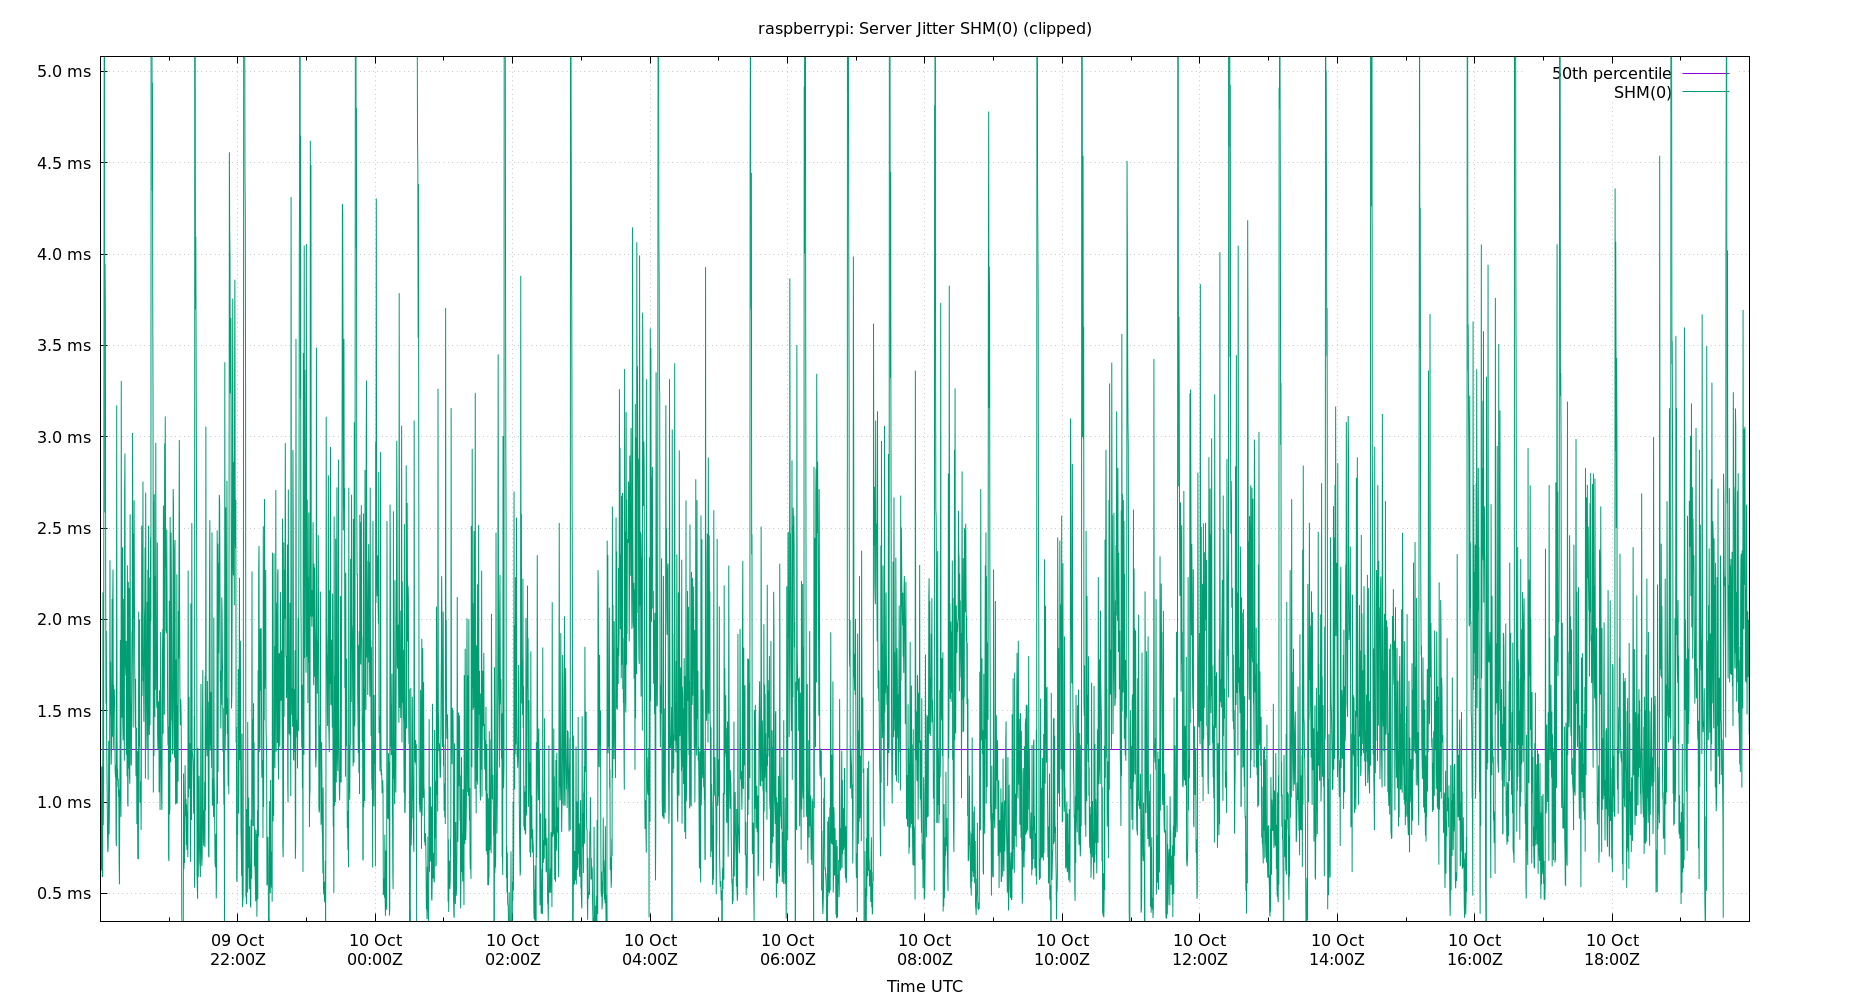 raspberrypi: Server Jitter SHM(0) (clipped)
5.0 ms
4.5 ms
4.0 ms
3.5 ms
3.0 ms
2.5 ms
2.0 ms
1.5 ms
1.0 ms
0.5 ms
50th percentile
SHM(0)
09 Oct
22:00Z
10 Oct
00:00Z
10 Oct
02:00Z
10 Oct
04:00Z
10 Oct
06:00Z
10 Oct
08:00Z
10 Oct
10:00Z
10 Oct
12:00Z
10 Oct
14:00Z
10 Oct
16:00Z
10 Oct
18:00Z
Time UTC